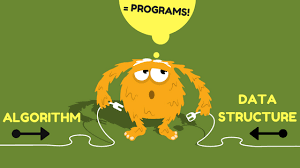 = PROGRAMS!
ALGORITHM
DATA
STRUCTURE